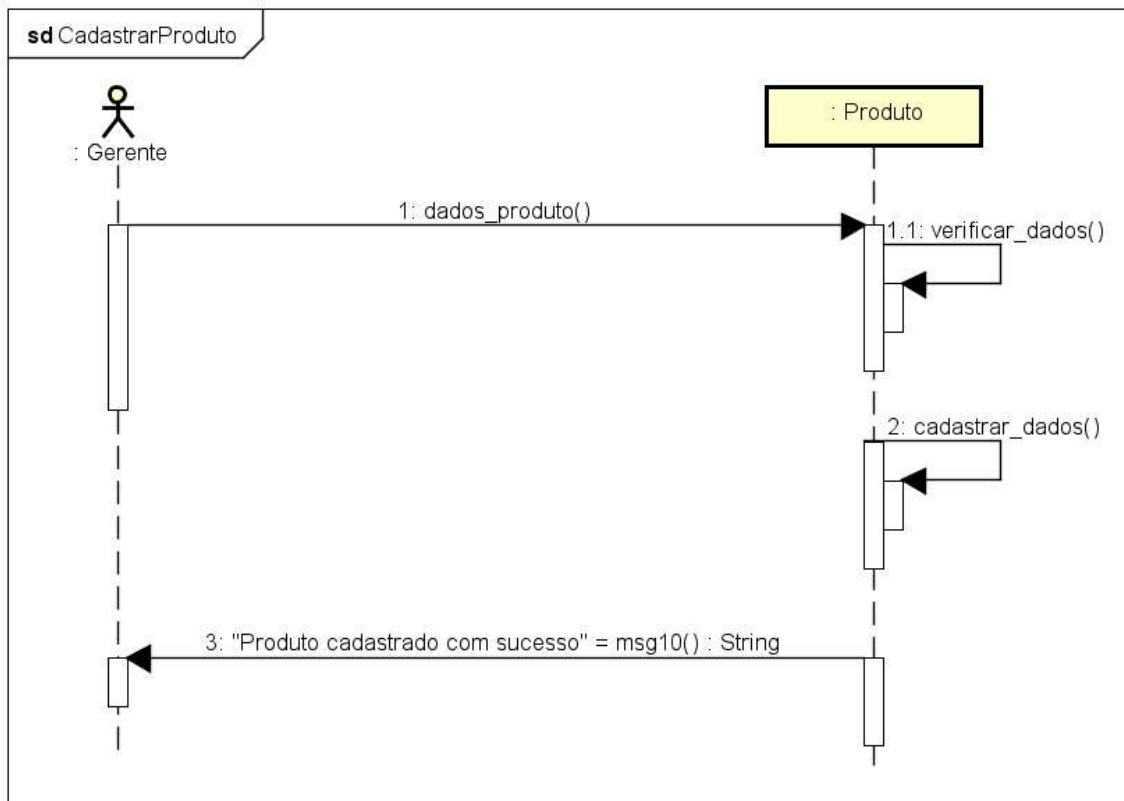 sd CadastrarProduto
: Gerente
: Produto
1: dados_produto()
1.1: verificar_dados()
2: cadastrar_dados()
3: "Produto cadastrado com sucesso" = msg10() : String